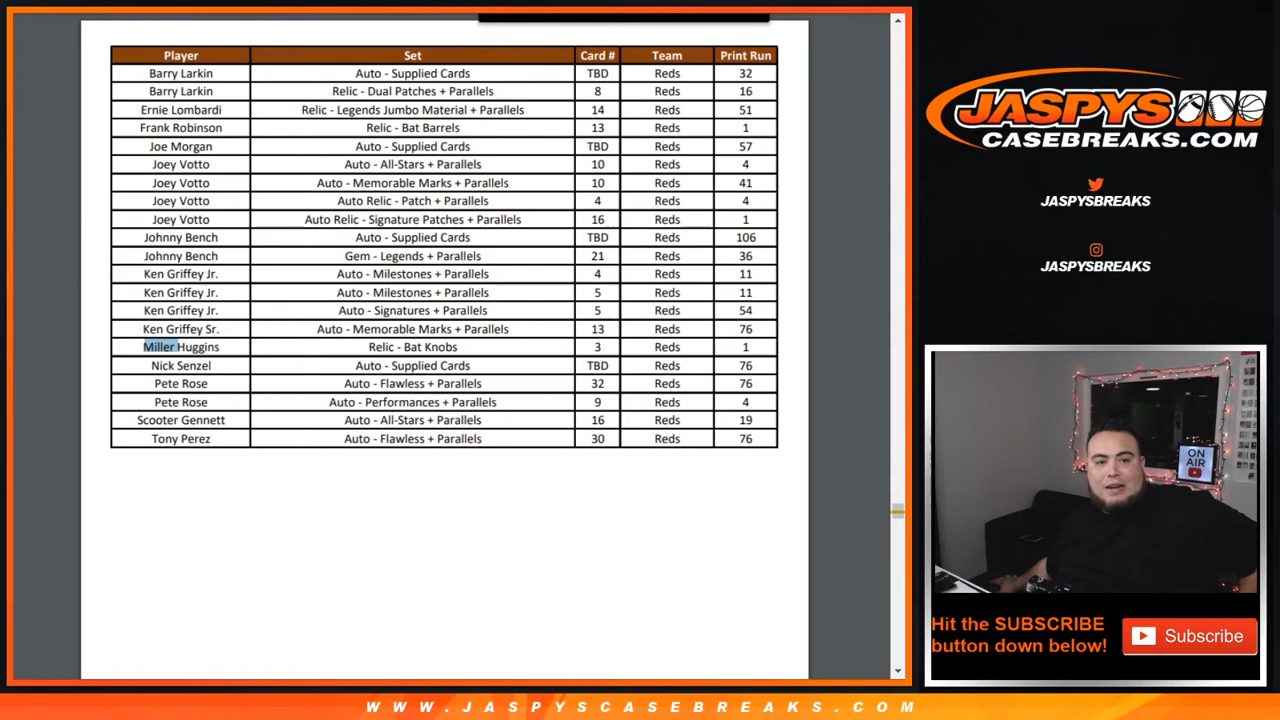 Player Set Card # Team Print Run
Barry Larkin Auto - Supplied Cards TBD Reds 32
Barry Larkin Relic - Dual Patches + Parallels 8 Reds 16
Ernie Lombardi Relic - Legends Jumbo Material + Parallels 14 Reds 51
Frank Robinson Relic - Bat Barrels 13 Reds 1
Joe Morgan Auto - Supplied Cards TBD Reds 57
Joey Votto Auto - All-Stars + Parallels 10 Reds 4
Joey Votto Auto - Memorable Marks + Parallels 10 Reds 41
Joey Votto Auto Relic - Patch + Parallels 4 Reds 4
Joey Votto Auto Relic - Signature Patches + Parallels 16 Reds 1
Johnny Bench Auto - Supplied Cards TBD Reds 106
Johnny Bench Gem - Legends + Parallels 21 Reds 36
Ken Griffey Jr. Auto - Milestones + Parallels 4 Reds 11
Ken Griffey Jr. Auto - Milestones + Parallels 5 Reds 11
Ken Griffey Jr. Auto - Signatures + Parallels 5 Reds 54
Ken Griffey Sr. Auto - Memorable Marks + Parallels 13 Reds 76
Miller Huggins Relic - Bat Knobs 3 Reds 1
Nick Senzel Auto - Supplied Cards TBD Reds 76
Pete Rose Auto - Flawless + Parallels 32 Reds 76
Pete Rose Auto - Performances + Parallels 9 Reds 4
Scooter Gennett Auto - All-Stars + Parallels 16 Reds 19
Tony Perez Auto - Flawless + Parallels 30 Reds 76
JASPYS
CASEBREAKS.COM
JASPYSBREAKS
JASPYSBREAKS
ON
AIR
Hit the SUBSCRIBE
button down below!
Subscribe
WWW.JASPYSCASEBREAKS.COM